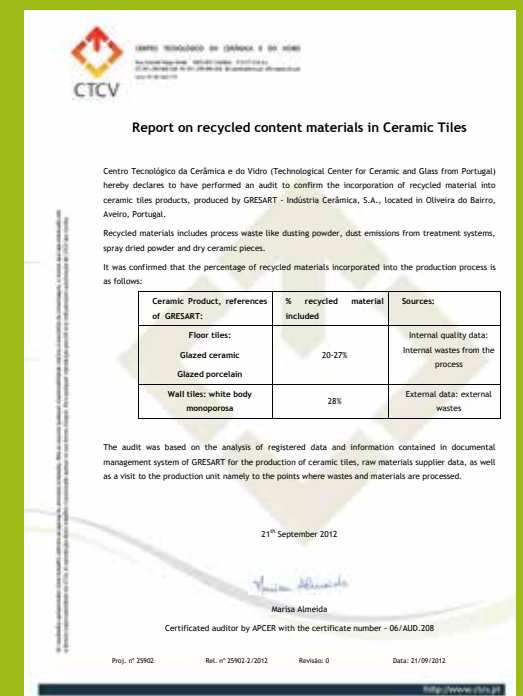 CTCV
CENTRO TECNOLÓGICO DA CERÂMICA E DO VIDRO
Report on recycled content materials in Ceramic Tiles
Centro Tecnológico da Cerâmica e do Vidro (Technological Center for Ceramic and Glass from Portugal)
hereby declares to have performed an audit to confirm the incorporation of recycled material into
ceramic tiles products, produced by GRESART - Indústria Cerâmica, S.A., located in Oliveira do Bairro,
Aveiro, Portugal.
Recycled materials includes process waste like dusting powder, dust emissions from treatment systems,
spray dried powder and dry ceramic pieces.
It was confirmed that the percentage of recycled materials incorporated into the production process is
as follows:
Ceramic Product, references of GRESART:
% recycled material included
Sources:
Floor tiles:
Glazed ceramic
Glazed porcelain
20-27%
Internal quality data:
Internal wastes from the
process
Wall tiles: white body
monoporosa
28%
External data: external
wastes
The audit was based on the analysis of registered data and information contained in documental
management system of GRESART for the production of ceramic tiles, raw materials supplier data, as well
as a visit to the production unit namely to the points where wastes and materials are processed.
21th September 2012
Marisa Almeida
Marisa Almeida
Certificated auditor by APCER with the certificate number - 06/AUD.208
Proj. nº 25902 Rel. nº 25902-2/2012 Revisão: 0 Data: 21/09/2012
http://www.ctcv.pt